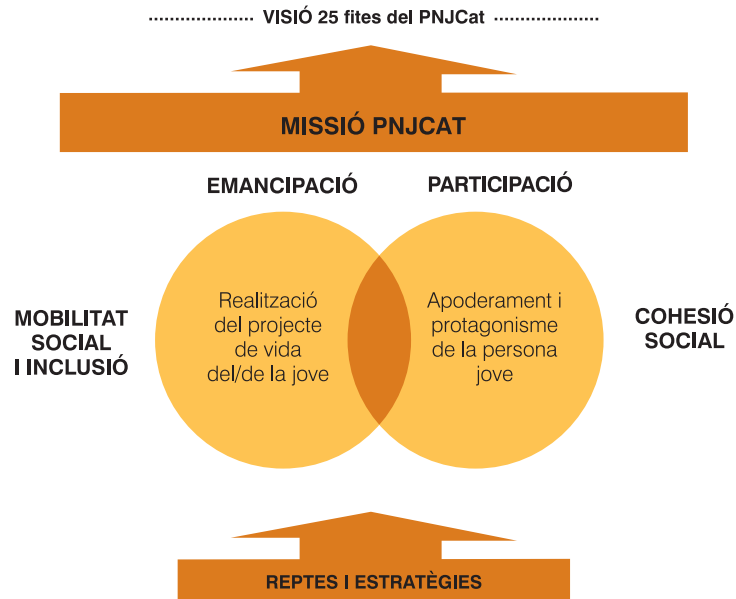 VISIÓ 25 fites del PNJCat
MISSIÓ PNJCAT
EMANCIPACIÓ
PARTICIPACIÓ
MOBILITAT
SOCIAL
I INCLUSIÓ
Realització
del projecte
de vida
del/de la jove
Apoderament i
protagonisme
de la persona
jove
COHESIÓ
SOCIAL
REPTES I ESTRATÈGIES